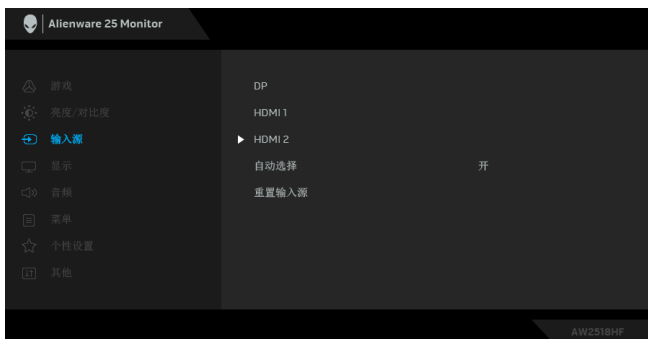 Alienware 25 Monitor
游戏
亮度/对比度
输入源
显示
音频
菜单
个性设置
其他
DP
HDMI 1
HDMI 2
自动选择 开
重置输入源
AW2518HF